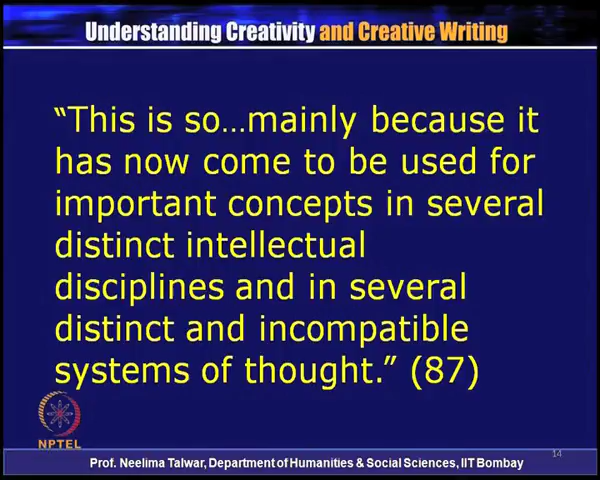 Understanding Creativity and Creative Writing
“This is so…mainly because it
has now come to be used for
important concepts in several
distinct intellectual
disciplines and in several
distinct and incompatible
systems of thought.” (87)
NPTEL
14
Prof. Neelima Talwar, Department of Humanities & Social Sciences, IIT Bombay